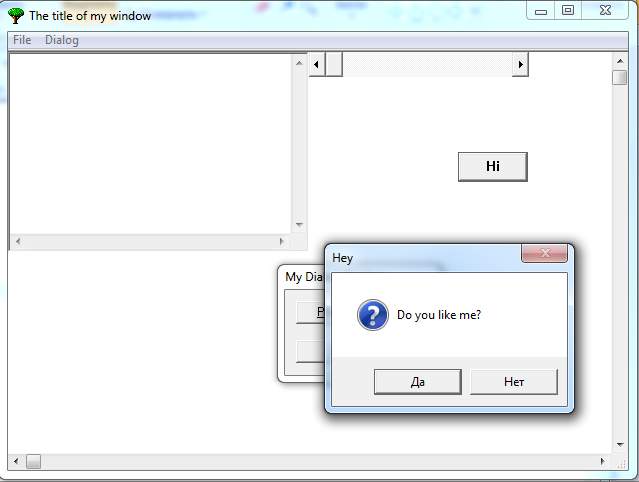 The title of my window
File Dialog
Hi
Hey
My Dia
Do you like me?
P
Да Нет